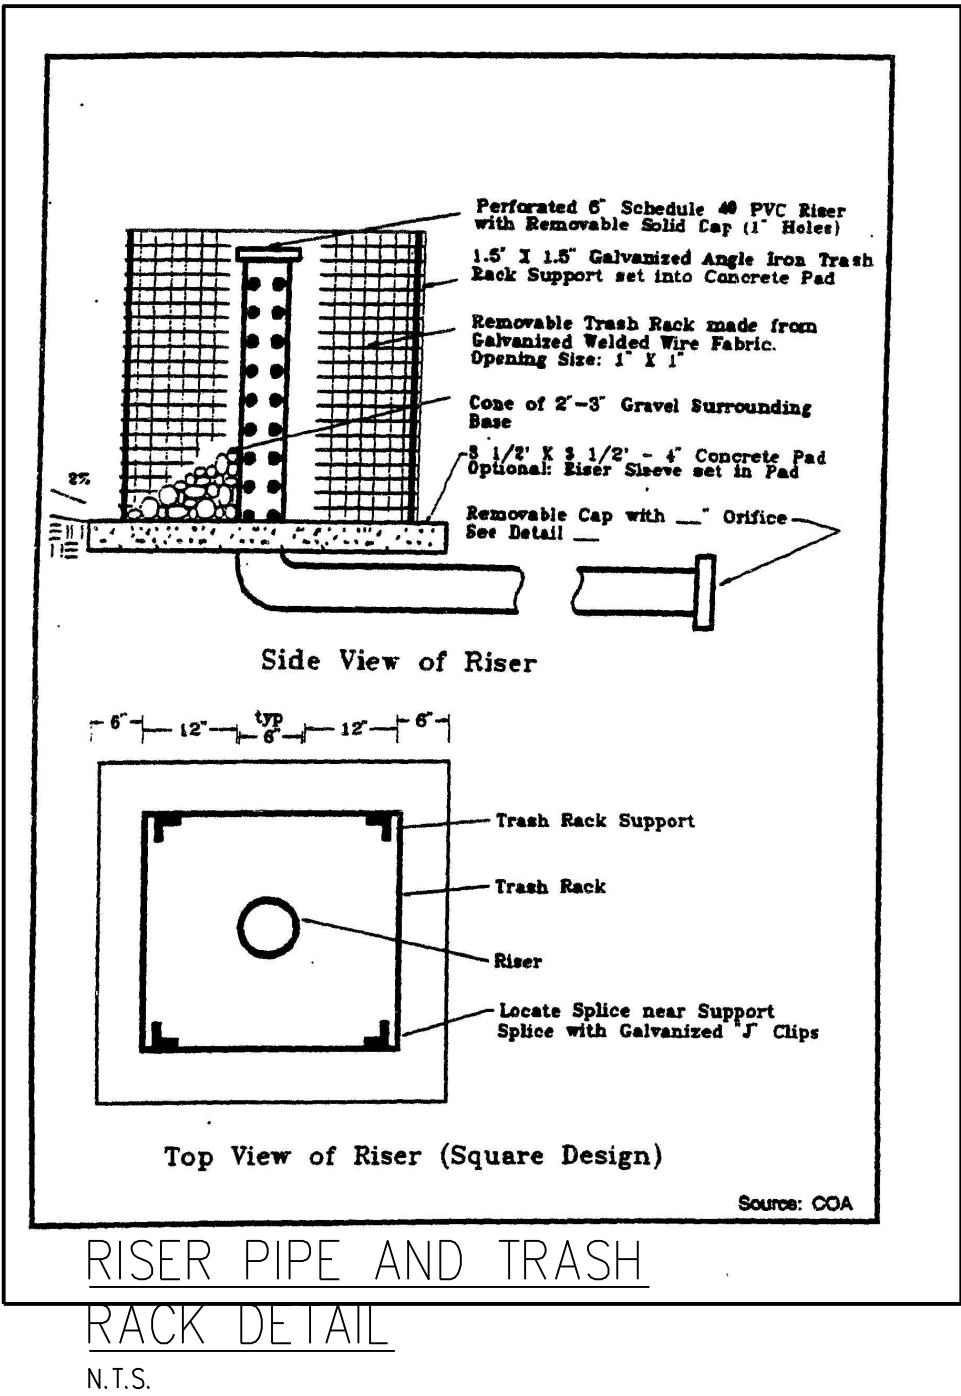 Perforated 6" Schedule 40 PVC Riser
with Removable Solid Cap (1" Holes)
1.5" X 1.5" Galvanized Angle Iron Trash
Rack Support set into Concrete Pad
Removable Trash Rack made from
Galvanized Welded Wire Fabric.
Opening Size: 1" X 1"
Cone of 2"-3" Gravel Surrounding
Base
3 1/2' X 3 1/2' - 4" Concrete Pad
Optional: Riser Sleeve set in Pad
2%
Removable Cap with __" Orifice
See Detail __
Side View of Riser
6" 12" typ 6" 12" 6"
Trash Rack Support
Trash Rack
Riser
Locate Splice near Support
Splice with Galvanized "J" Clips
Top View of Riser (Square Design)
Source: COA
RISER PIPE AND TRASH
RACK DETAIL
N.T.S.